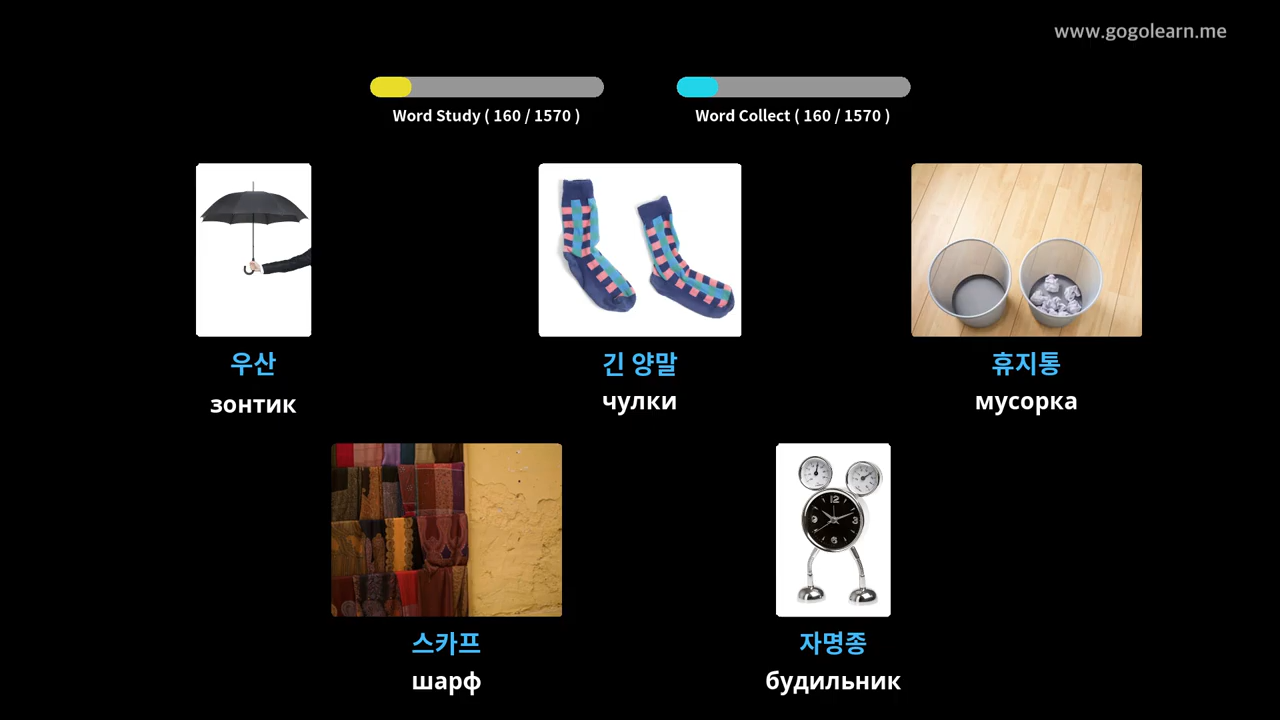 www.gogolearn.me
Word Study ( 160 / 1570 )
Word Collect ( 160 / 1570 )
우산
зонтик
긴 양말
чулки
휴지통
мусорка
스카프
шарф
자명종
будильник